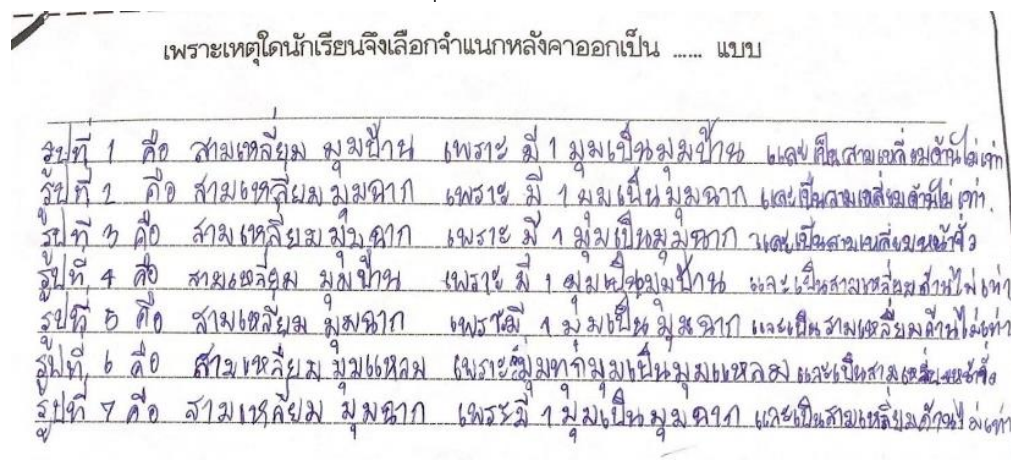 เพราะเหตุใดนักเรียนจึงเลือกจำแนกหลังคาออกเป็น ...... แบบ
รูปที่ 1 คือ สามเหลี่ยม มุมป้าน เพราะ มี 1 มุมเป็นมุมป้าน และเป็นสามเหลี่ยมด้านไม่เท่า
รูปที่ 2 คือ สามเหลี่ยมมุมฉาก เพราะ มี 1 มุมเป็นมุมฉาก และเป็นสามเหลี่ยมด้านไม่เท่า.
รูปที่ 3 คือ สามเหลี่ยมมุมฉาก เพราะ มี 1 มุมเป็นมุมฉาก และเป็นสามเหลี่ยมหน้าจั่ว
รูปที่ 4 คือ สามเหลี่ยม มุมป้าน เพราะ มี 1 มุมเป็นมุมป้าน และเป็นสามเหลี่ยมด้านไม่เท่า
รูปที่ 5 คือ สามเหลี่ยม มุมฉาก เพราะมี 1 มุมเป็นมุมฉาก และเป็นสามเหลี่ยมด้านไม่เท่า
รูปที่ 6 คือ สามเหลี่ยม มุมแหลม เพราะมุมทุกมุมเป็นมุมแหลม และเป็นสามเหลี่ยมหน้าจั่ว
รูปที่ 7 คือ สามเหลี่ยม มุมฉาก เพระมี 1 มุมเป็นมุมฉาก และเป็นสามเหลี่ยมด้านไม่เท่า